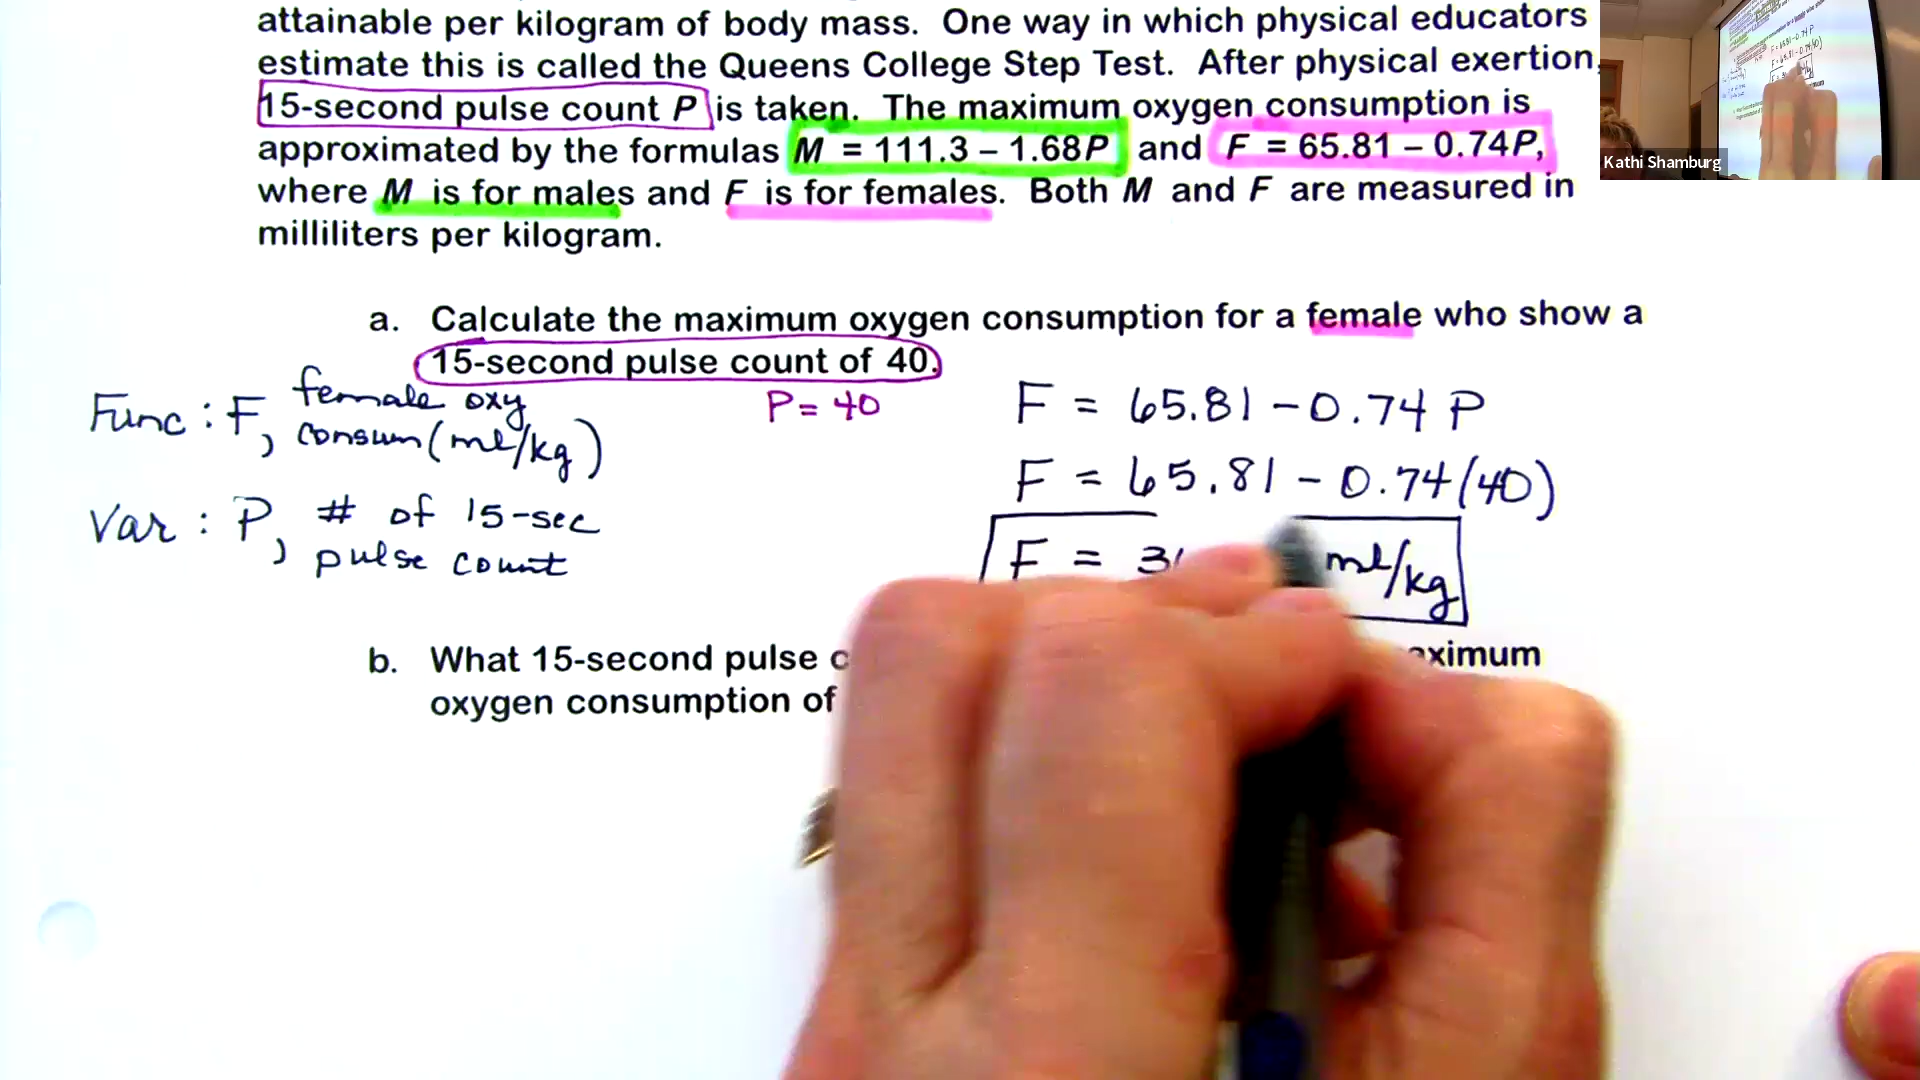 attainable per kilogram of body mass. One way in which physical educators
estimate this is called the Queens College Step Test. After physical exertion,
15-second pulse count P is taken. The maximum oxygen consumption is
approximated by the formulas M = 111.3 – 1.68P and F = 65.81 – 0.74P,
where M is for males and F is for females. Both M and F are measured in
milliliters per kilogram.
Kathi Shamburg
a. Calculate the maximum oxygen consumption for a female who show a
15-second pulse count of 40.
P = 40
Func : F, female oxy
consum (ml/kg)
Var : P, # of 15-sec
pulse count
F = 65.81 - 0.74 P
F = 65.81 - 0.74(40)
F = 3 ml/kg
b. What 15-second pulse
oxygen consumption of